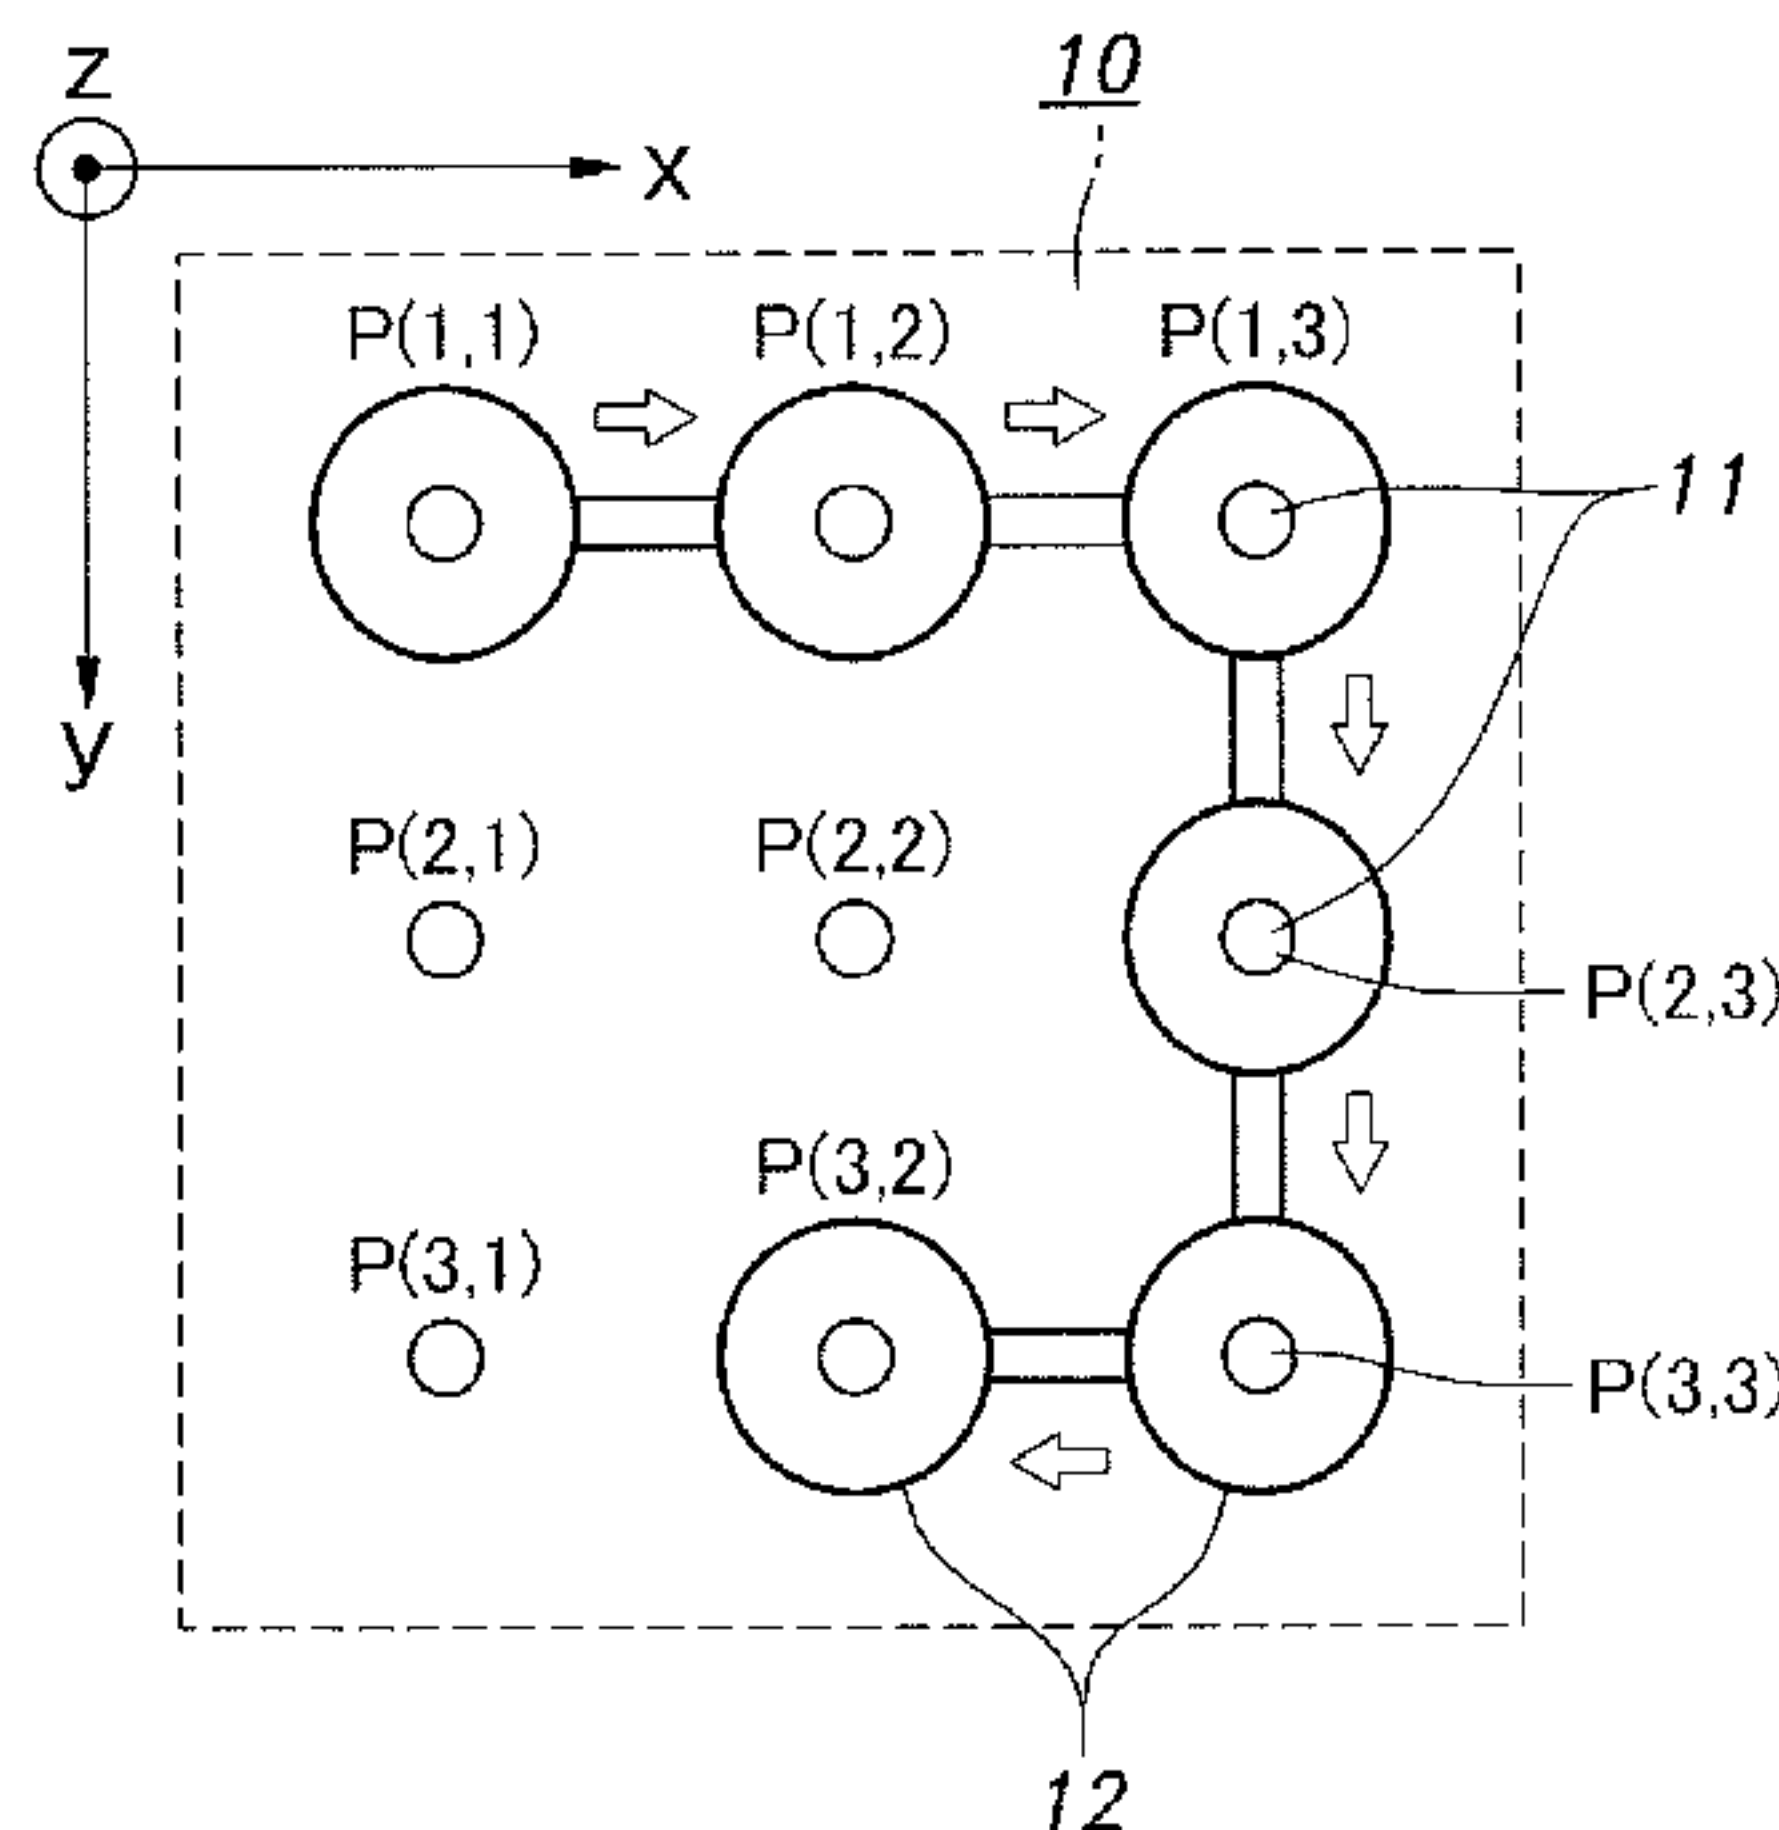 10
z
x
P(1,1) P(1,2) P(1,3)
11
y
P(2,1) P(2,2)
P(2,3)
P(3,2)
P(3,1)
P(3,3)
12